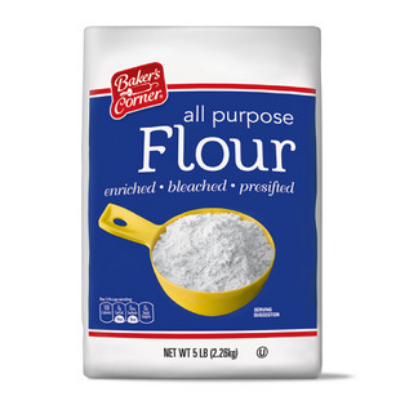 Baker's
Corner®
all purpose
Flour
enriched • bleached • presifted
SERVING
SUGGESTION
NET WT 5 LB (2.26kg) U